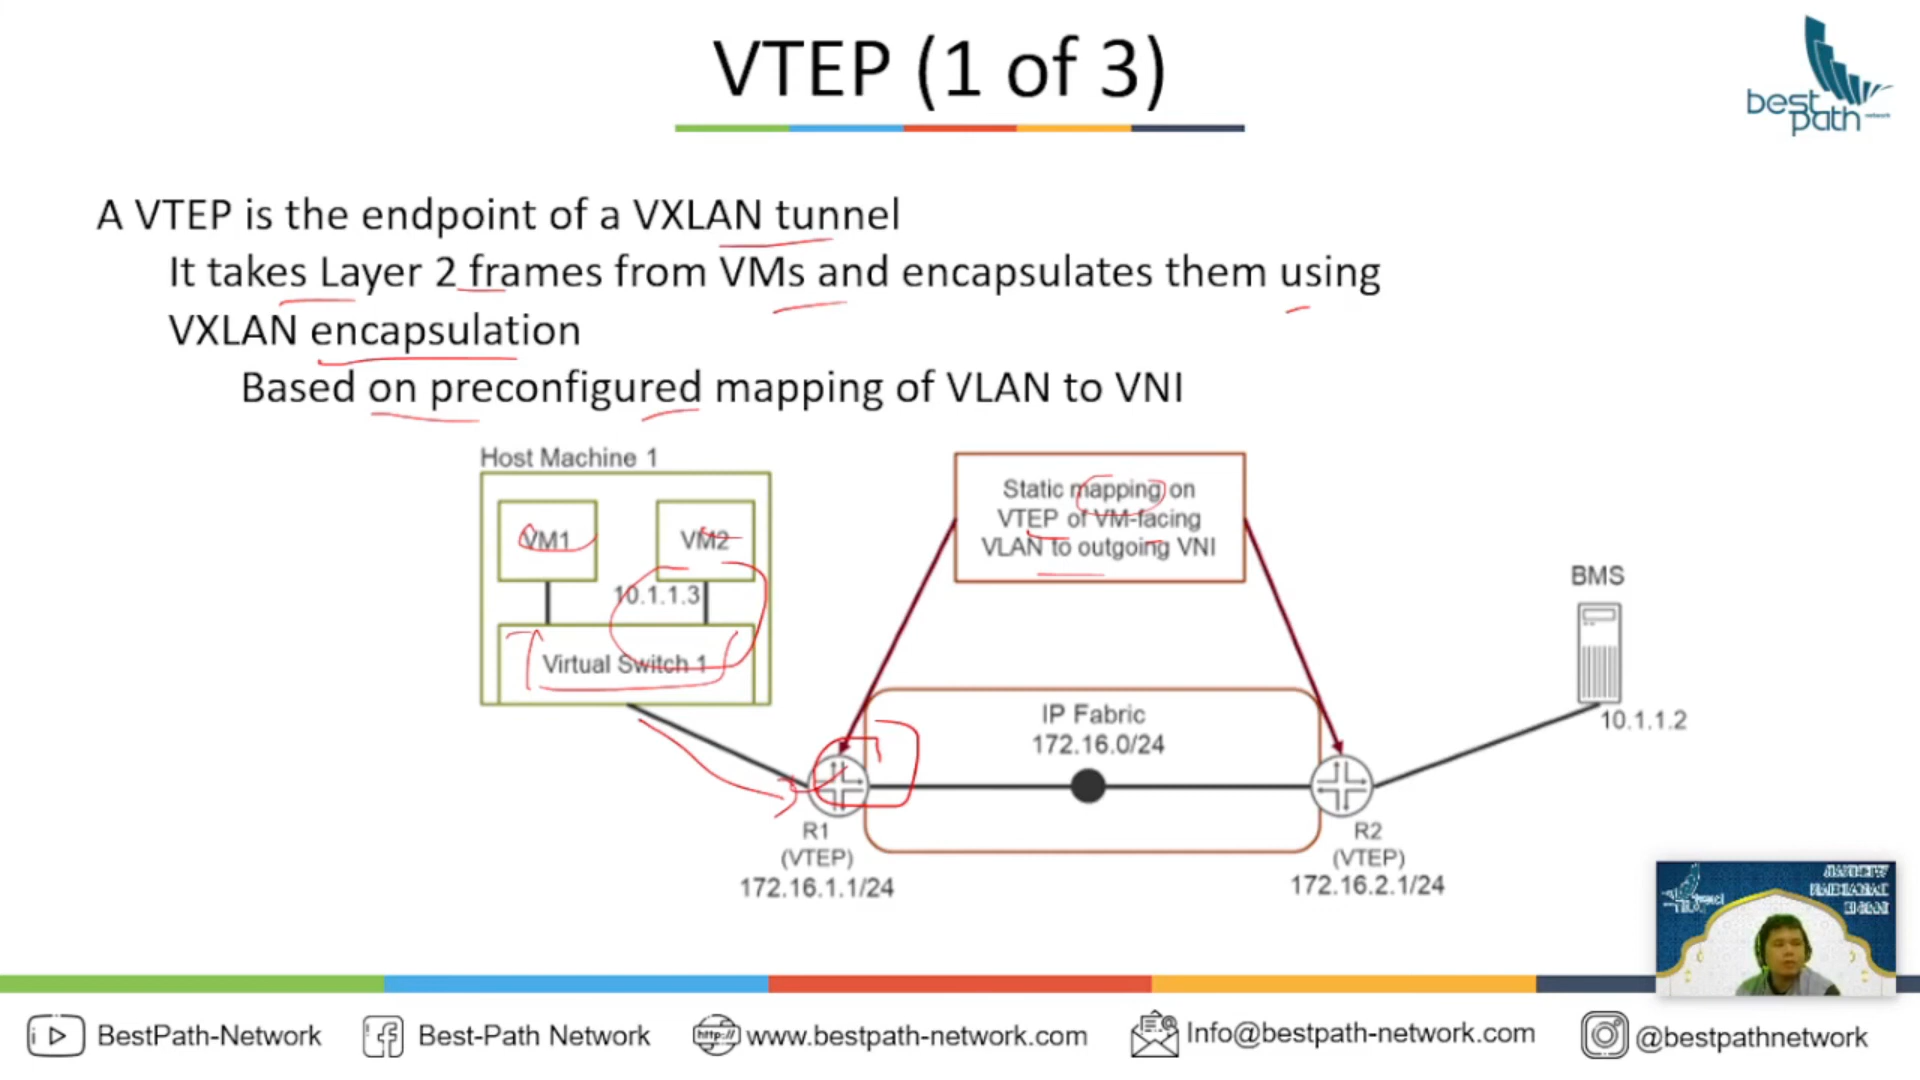 VTEP (1 of 3)
best
path
network
A VTEP is the endpoint of a VXLAN tunnel
It takes Layer 2 frames from VMs and encapsulates them using
VXLAN encapsulation
Based on preconfigured mapping of VLAN to VNI
Host Machine 1
VM1
VM2
10.1.1.3
Virtual Switch 1
Static mapping on
VTEP of VM-facing
VLAN to outgoing VNI
BMS
10.1.1.2
IP Fabric
172.16.0/24
R1
(VTEP)
172.16.1.1/24
R2
(VTEP)
172.16.2.1/24
BestPath-Network
Best-Path Network
http://
www.bestpath-network.com
Info@bestpath-network.com
@bestpathnetwork